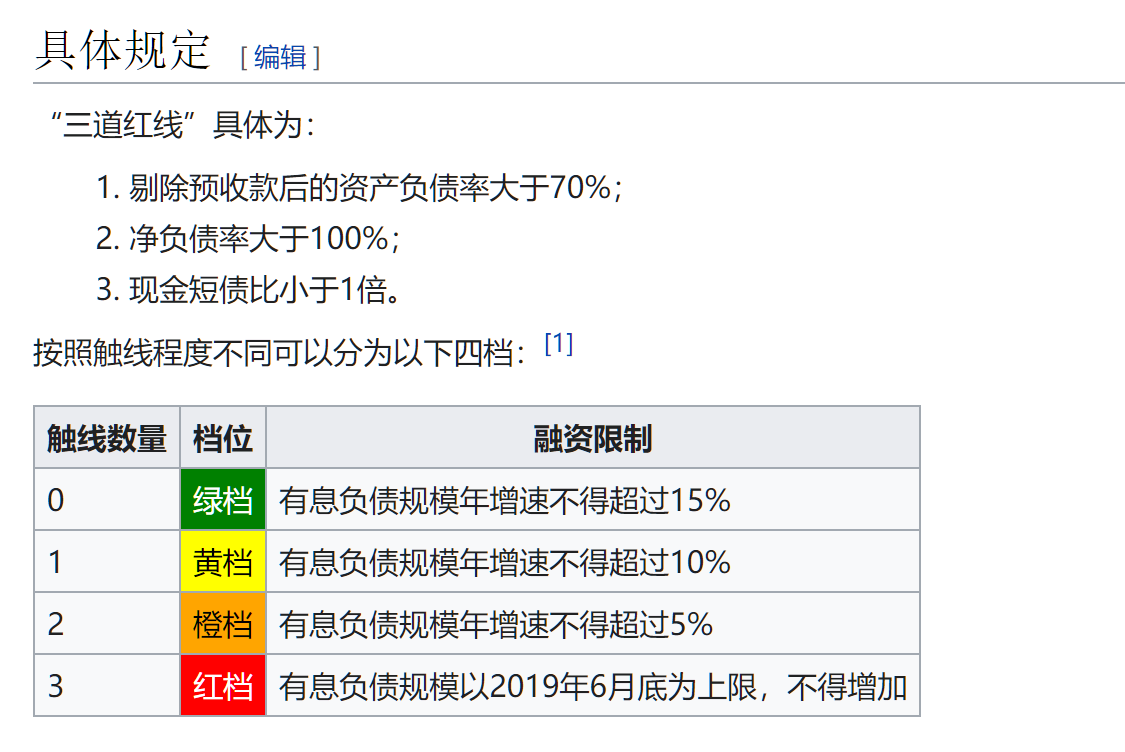 具体规定 [编辑]
“三道红线”具体为：
1. 剔除预收款后的资产负债率大于70%；
2. 净负债率大于100%；
3. 现金短债比小于1倍。
按照触线程度不同可以分为以下四档：[1]
触线数量 档位 融资限制
0 绿档 有息负债规模年增速不得超过15%
1 黄档 有息负债规模年增速不得超过10%
2 橙档 有息负债规模年增速不得超过5%
3 红档 有息负债规模以2019年6月底为上限，不得增加